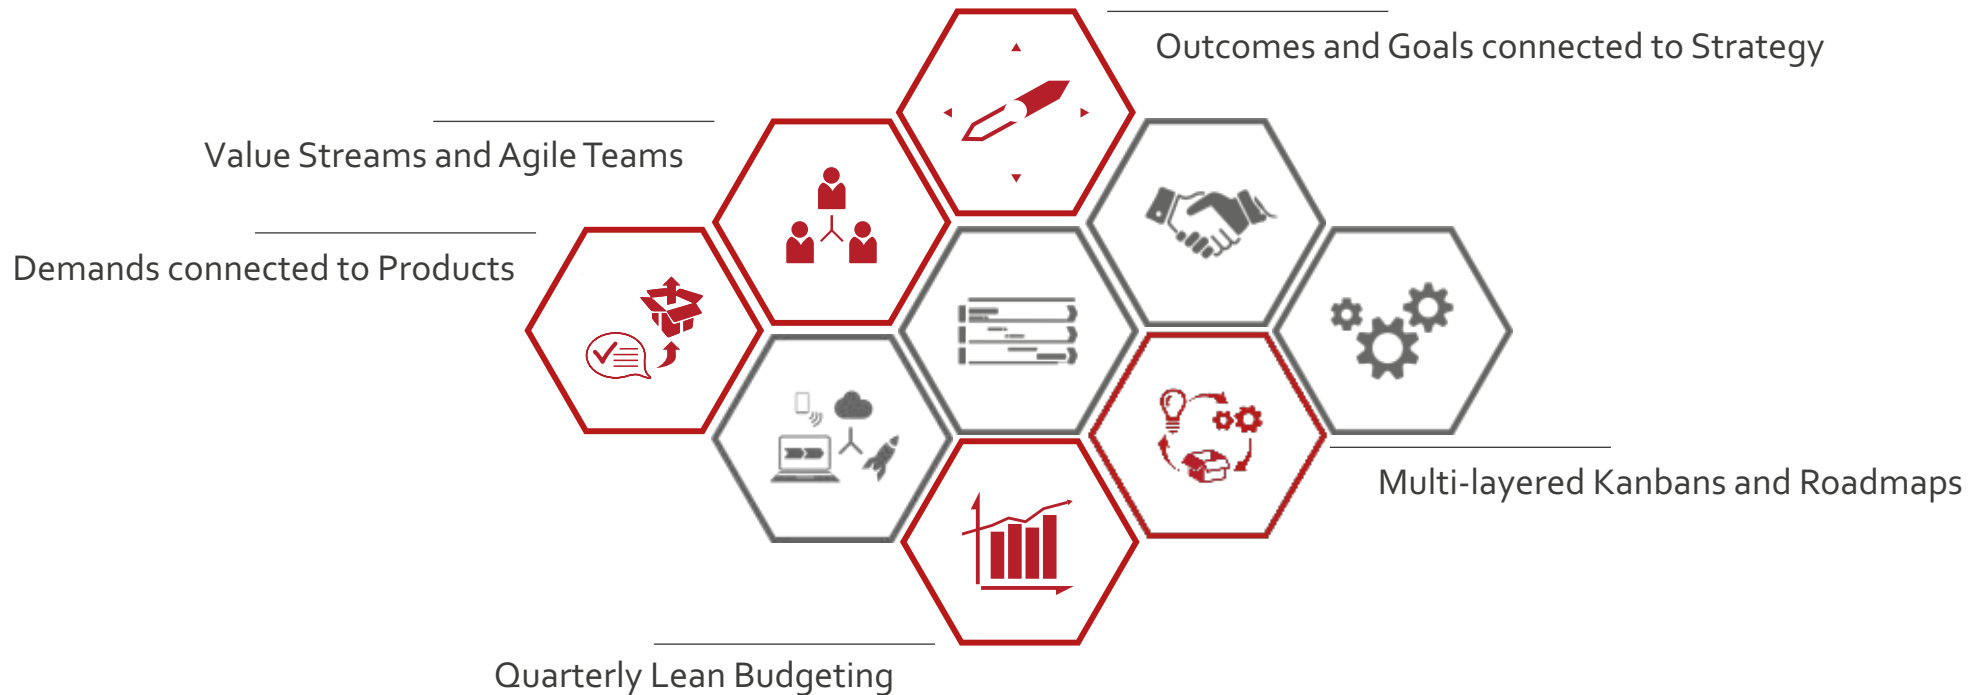 Outcomes and Goals connected to Strategy
Value Streams and Agile Teams
Demands connected to Products
Multi-layered Kanbans and Roadmaps
Quarterly Lean Budgeting